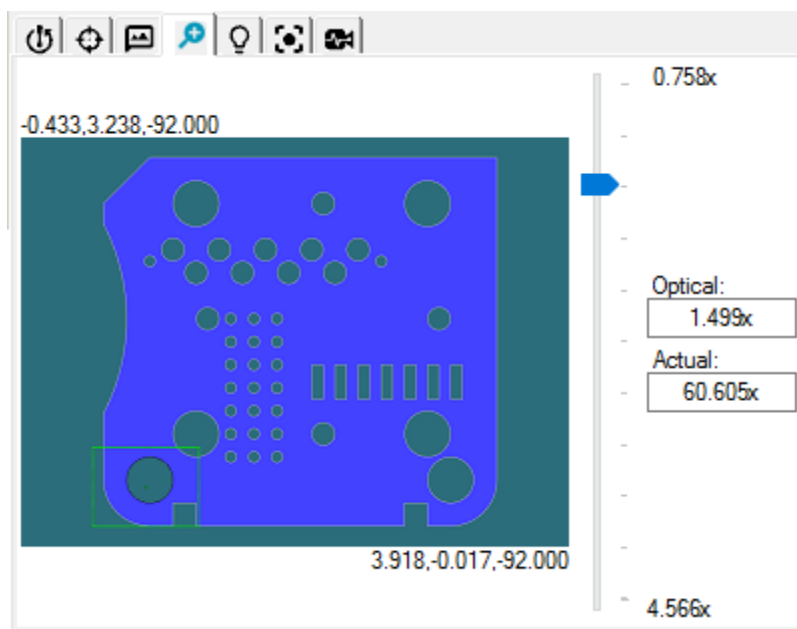 0.758x
-0.433,3.238,-92.000
Optical:
1.499x
Actual:
60.605x
3.918,-0.017,-92.000
4.566x